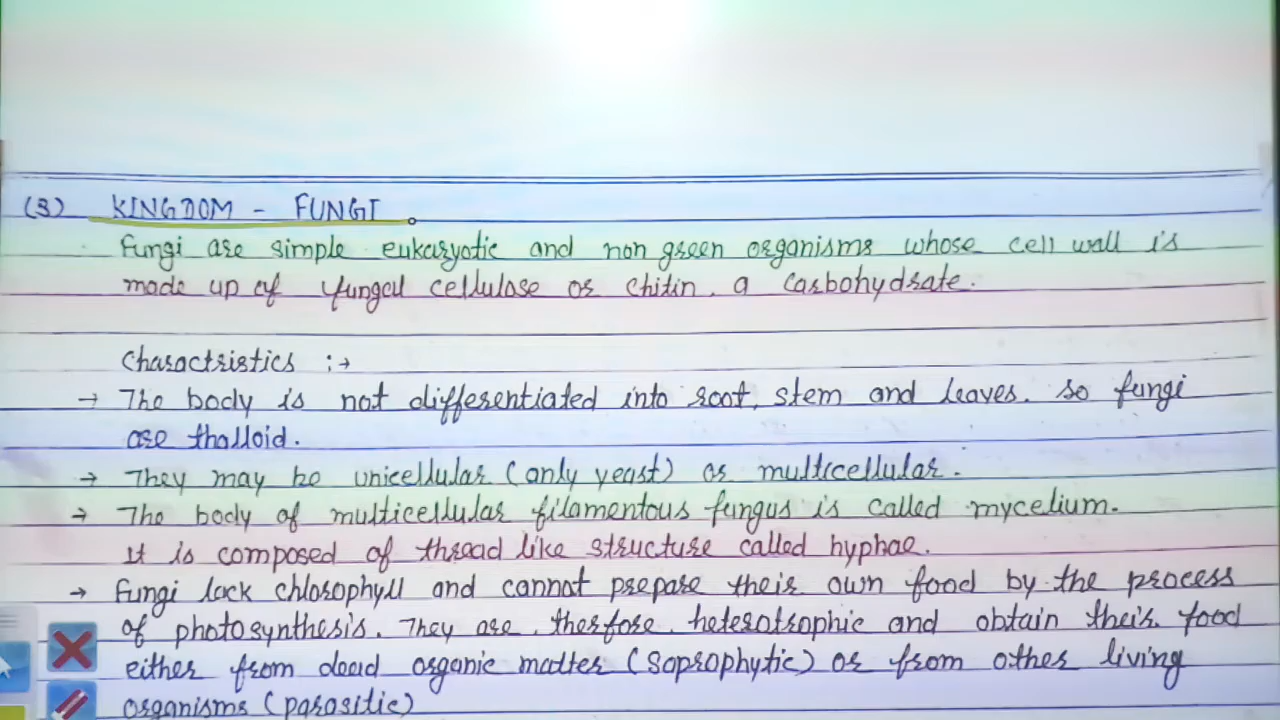 (3) KINGDOM - FUNGI
Fungi are simple eukaryotic and non green organisms whose cell wall is
made up of fungal cellulose or chitin, a carbohydrate.
Charactristics :→
→ The body is not differentiated into root, stem and leaves. so fungi
are thalloid.
→ They may be unicellular (only yeast) or multicellular.
→ The body of multicellular filamentous fungus is called mycelium.
It is composed of thread like structure called hyphae.
→ Fungi lack chlorophyll and cannot prepare their own food by the process
of photosynthesis. They are, therfore, heterotrophic and obtain their food
either from dead organic matter (Saprophytic) or from other living
organisms (parasitic)